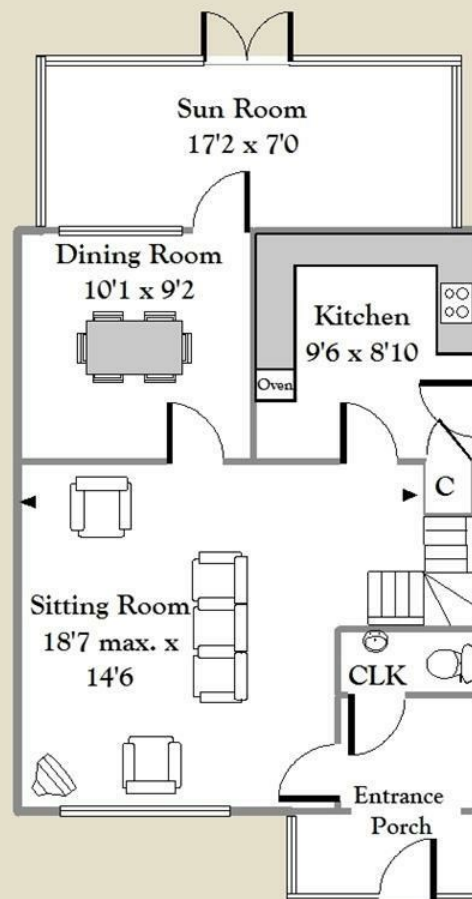 Sun Room
17'2 x 7'0
Dining Room
10'1 x 9'2
Kitchen
9'6 x 8'10
Oven
C
Sitting Room
18'7 max. x
14'6
CLK
Entrance
Porch